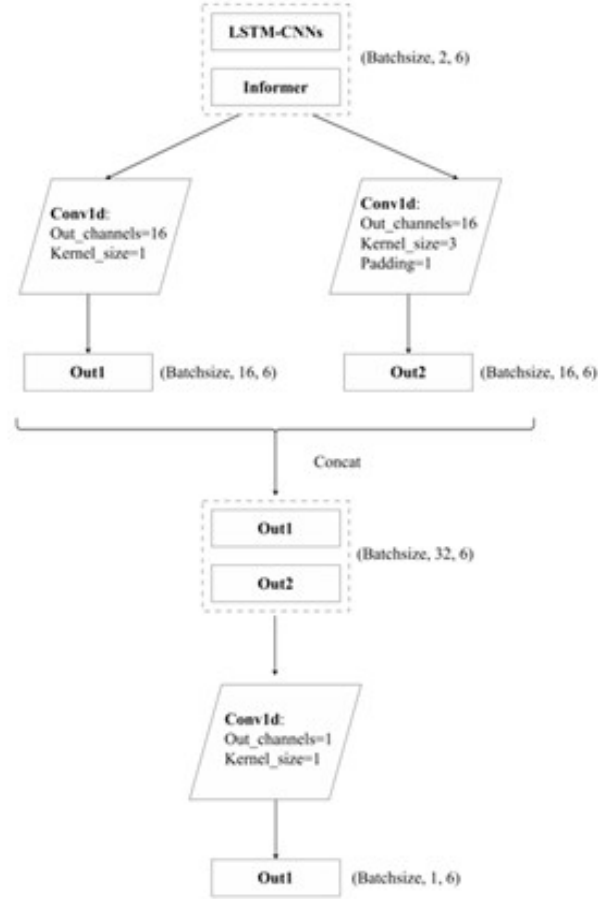 LSTM-CNNs
(Batchsize, 2, 6)
Informer
Conv1d:
Out_channels=16
Kernel_size=1
Conv1d:
Out_channels=16
Kernel_size=3
Padding=1
Out1
(Batchsize, 16, 6)
Out2
(Batchsize, 16, 6)
Concat
Out1
(Batchsize, 32, 6)
Out2
Conv1d:
Out_channels=1
Kernel_size=1
Out1
(Batchsize, 1, 6)